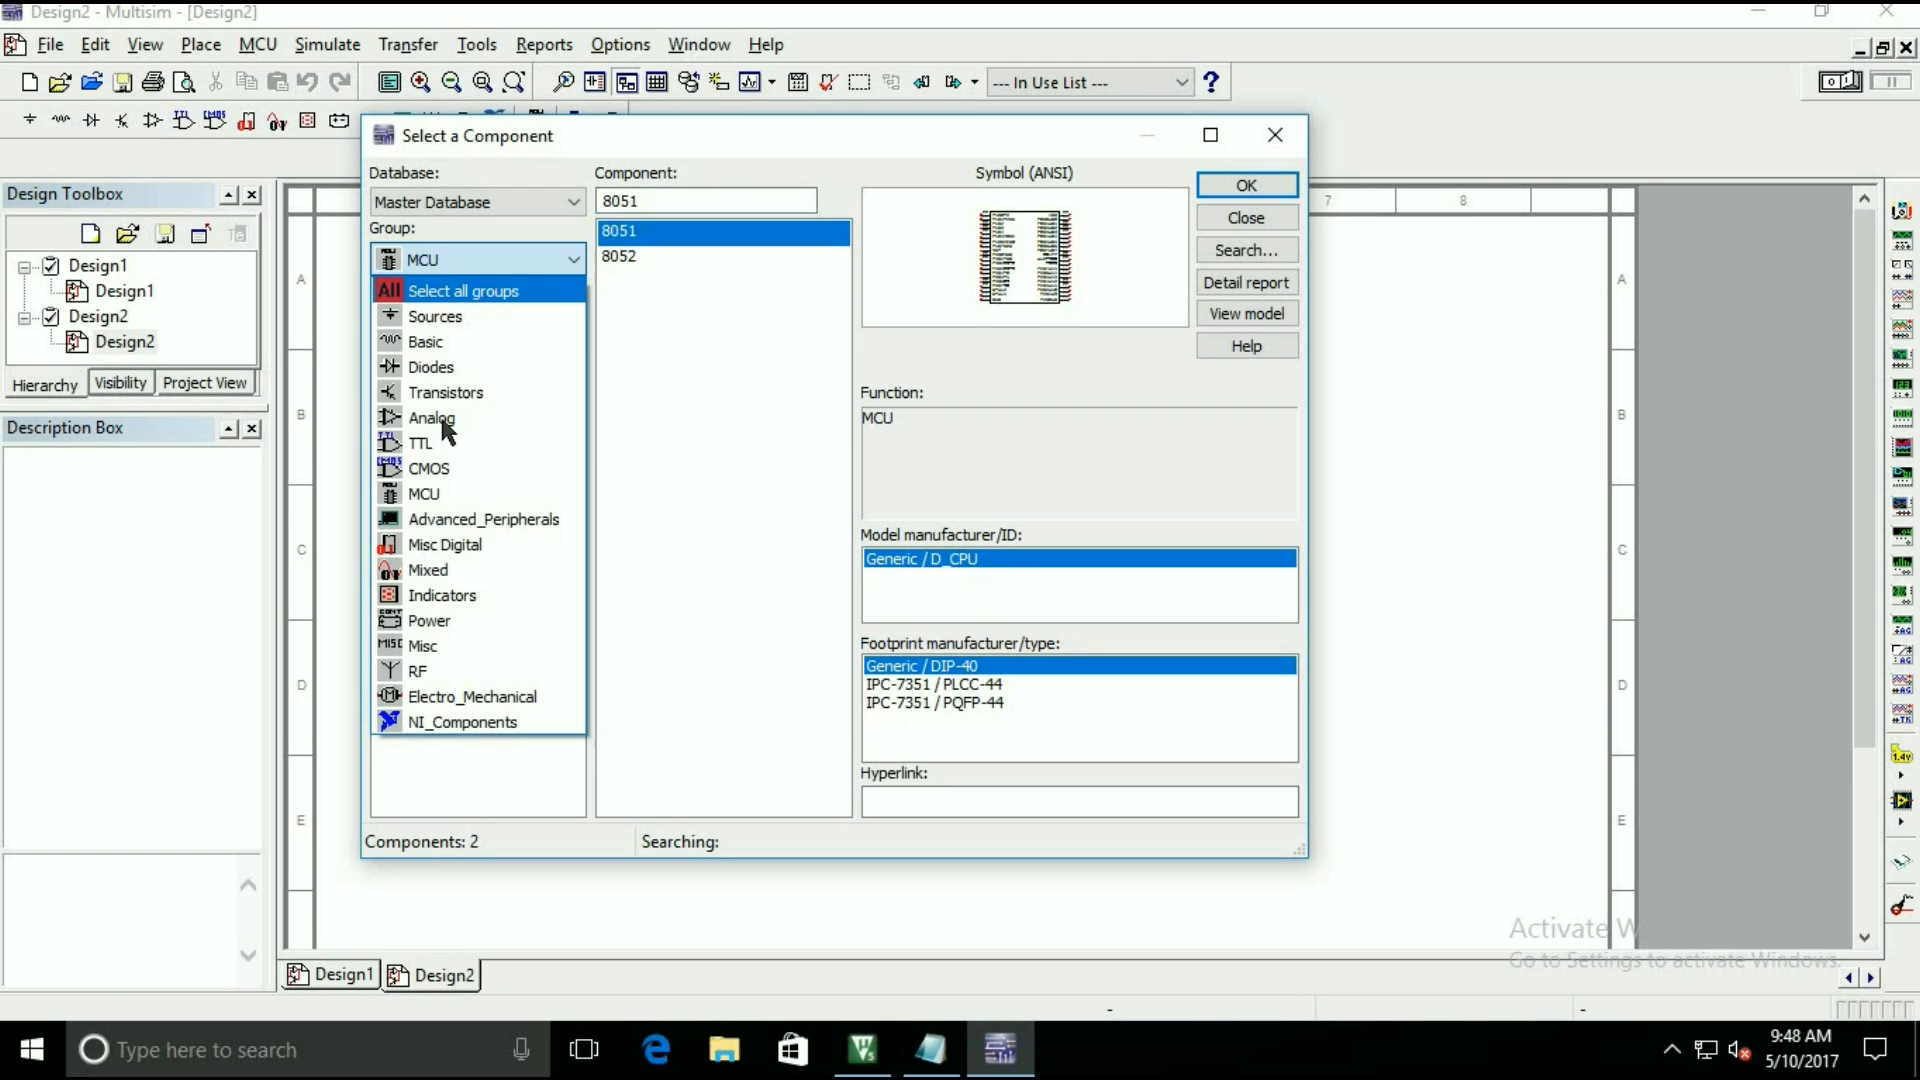 Design2 - Multisim - [Design2]
File Edit View Place MCU Simulate Transfer Tools Reports Options Window Help
--- In Use List ---
Select a Component
Database:
Master Database
Group:
MCU
All Select all groups
Sources
Basic
Diodes
Transistors
Analog
TTL
CMOS
MCU
Advanced_Peripherals
Misc Digital
Mixed
Indicators
Power
MISC Misc
RF
Electro_Mechanical
NI_Components
Component:
8051
8051
8052
Symbol (ANSI)
OK
Close
Search...
Detail report
View model
Help
Function:
MCU
Model manufacturer/ID:
Generic / D_CPU
Footprint manufacturer/type:
Generic / DIP-40
IPC-7351 / PLCC-44
IPC-7351 / PQFP-44
Hyperlink:
Components: 2
Searching:
Design Toolbox
Design1
Design1
Design2
Design2
Hierarchy Visibility Project View
Description Box
7 8
A
B
C
D
E
A
B
C
D
E
Activate W
Go to Settings to activate Windows.
Design1 Design2
Type here to search
9:48 AM
5/10/2017